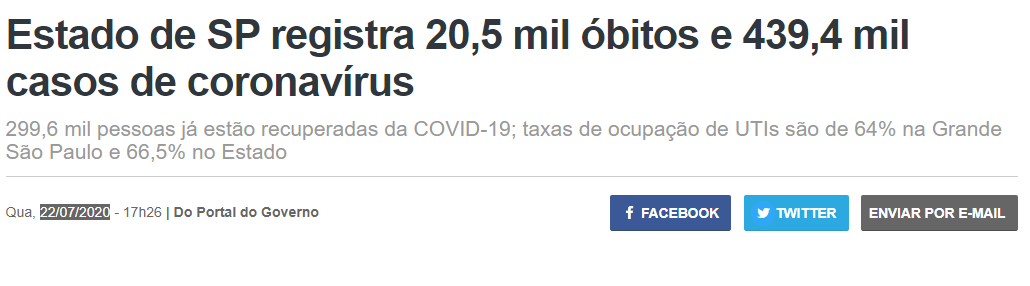 Estado de SP registra 20,5 mil óbitos e 439,4 mil
casos de coronavírus
299,6 mil pessoas já estão recuperadas da COVID-19; taxas de ocupação de UTIs são de 64% na Grande
São Paulo e 66,5% no Estado
Qua, 22/07/2020 - 17h26 | Do Portal do Governo
FACEBOOK TWITTER ENVIAR POR E-MAIL